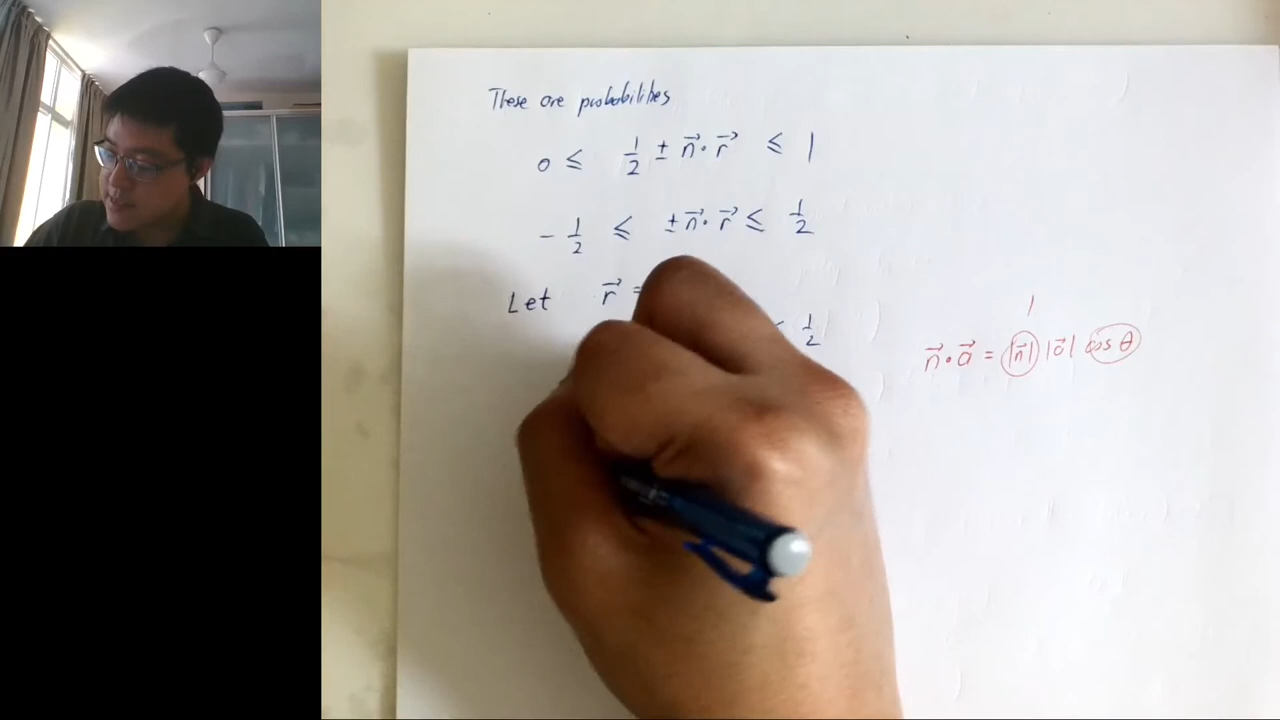 These are probabilities
0 ≤ 1/2 ± n⃗ · r⃗ ≤ 1
- 1/2 ≤ ± n⃗ · r⃗ ≤ 1/2
Let r⃗ =
1/2
1
n⃗ · a⃗ = |n⃗| |a⃗| cos θ